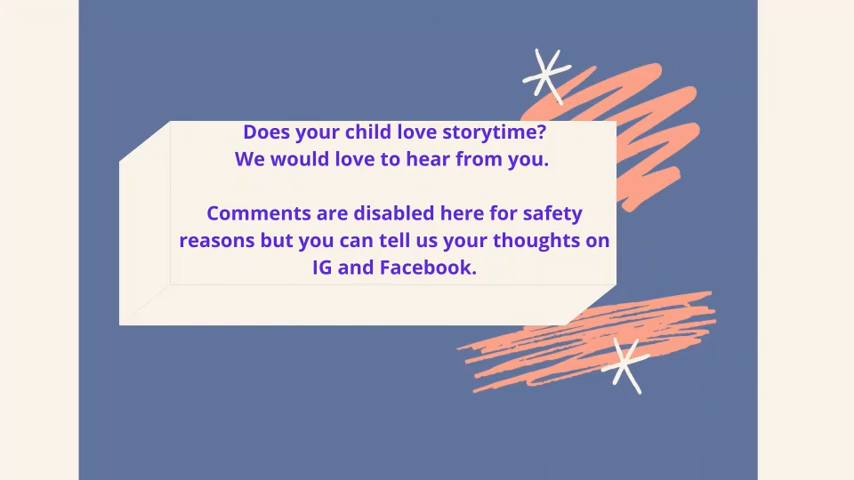 Does your child love storytime?
We would love to hear from you.
Comments are disabled here for safety
reasons but you can tell us your thoughts on
IG and Facebook.